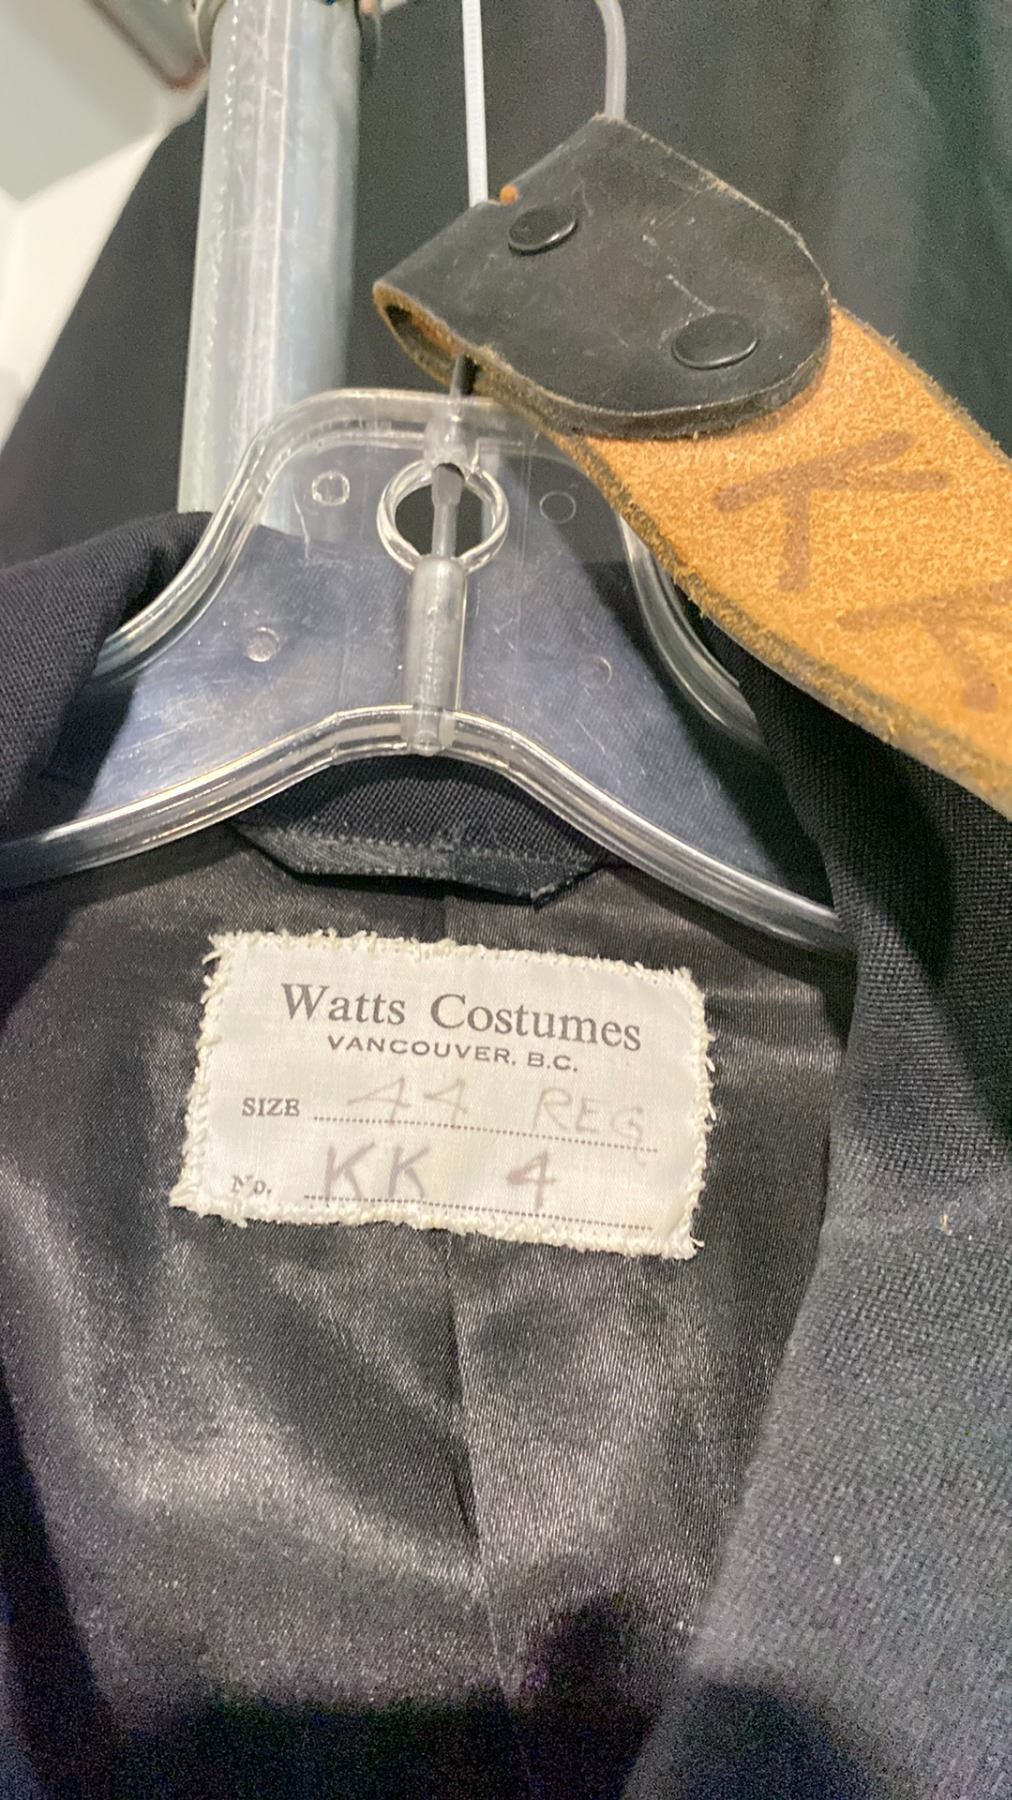 K
K
Watts Costumes
VANCOUVER, B.C.
SIZE 44 REG
No. KK 4